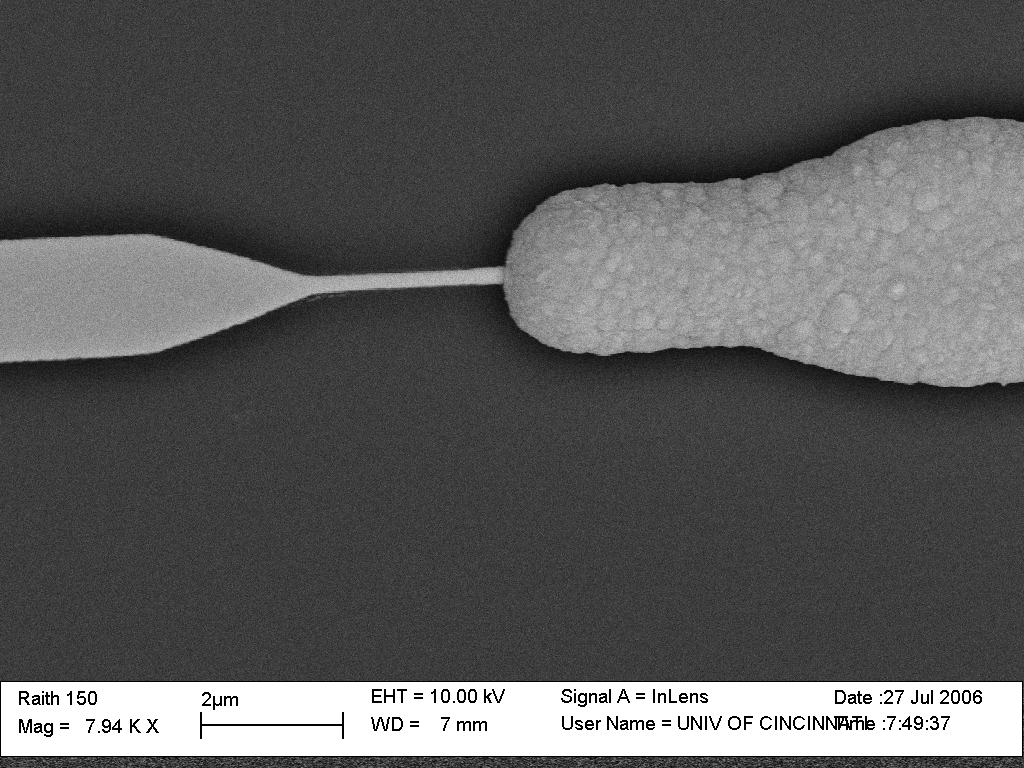 Raith 150 2μm EHT = 10.00 kV Signal A = InLens Date :27 Jul 2006
Mag = 7.94 K X WD = 7 mm User Name = UNIV OF CINCINNATI Time :7:49:37